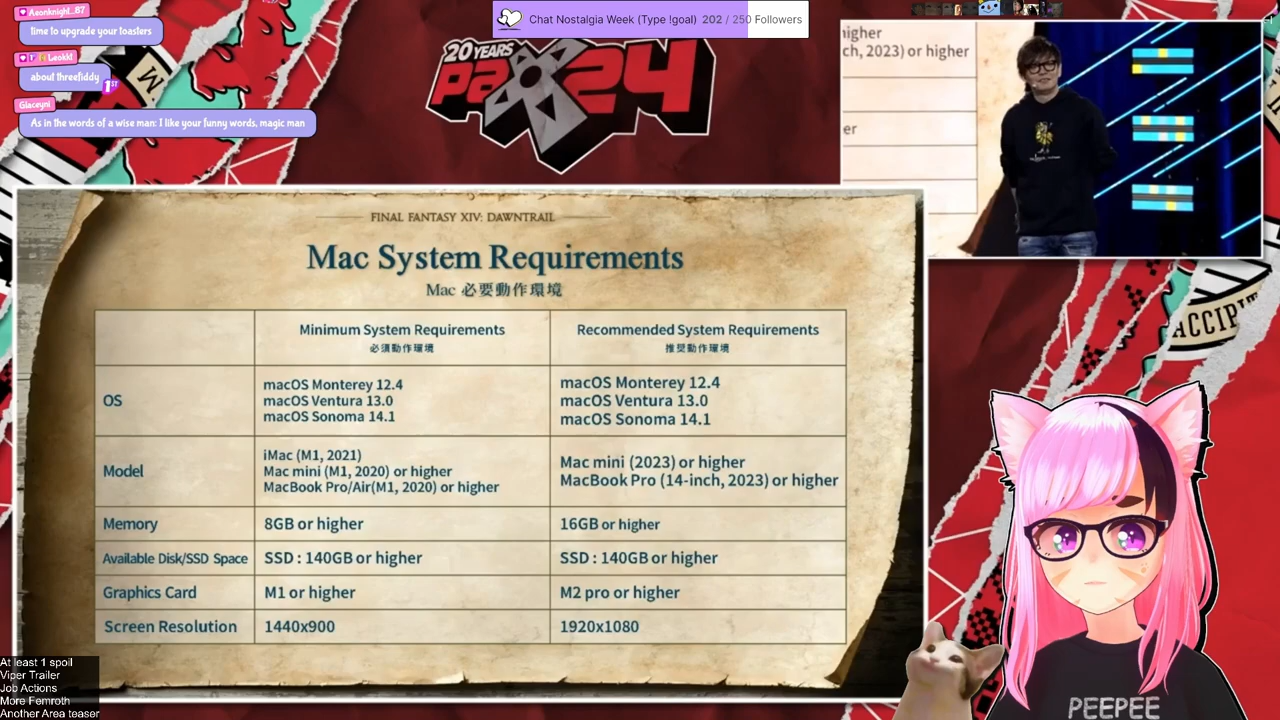 Aeonknight_87
time to upgrade your toasters
Leokkt
about threefiddy
1ST
Glaceyni
As in the words of a wise man: I like your funny words, magic man
Chat Nostalgia Week (Type !goal) 202 / 250 Followers
20 YEARS
PAX24
igher
ch, 2023) or higher
er
FINAL FANTASY XIV: DAWNTRAIL
Mac System Requirements
Mac 必要動作環境
Minimum System Requirements
必須動作環境
Recommended System Requirements
推奨動作環境
OS
macOS Monterey 12.4
macOS Ventura 13.0
macOS Sonoma 14.1
macOS Monterey 12.4
macOS Ventura 13.0
macOS Sonoma 14.1
Model
iMac (M1, 2021)
Mac mini (M1, 2020) or higher
MacBook Pro/Air(M1, 2020) or higher
Mac mini (2023) or higher
MacBook Pro (14-inch, 2023) or higher
Memory
8GB or higher
16GB or higher
Available Disk/SSD Space
SSD : 140GB or higher
SSD : 140GB or higher
Graphics Card
M1 or higher
M2 pro or higher
Screen Resolution
1440x900
1920x1080
ACCIPIT
At least 1 spoil
Viper Trailer
Job Actions
More Femroth
Another Area teaser
PEEPEE